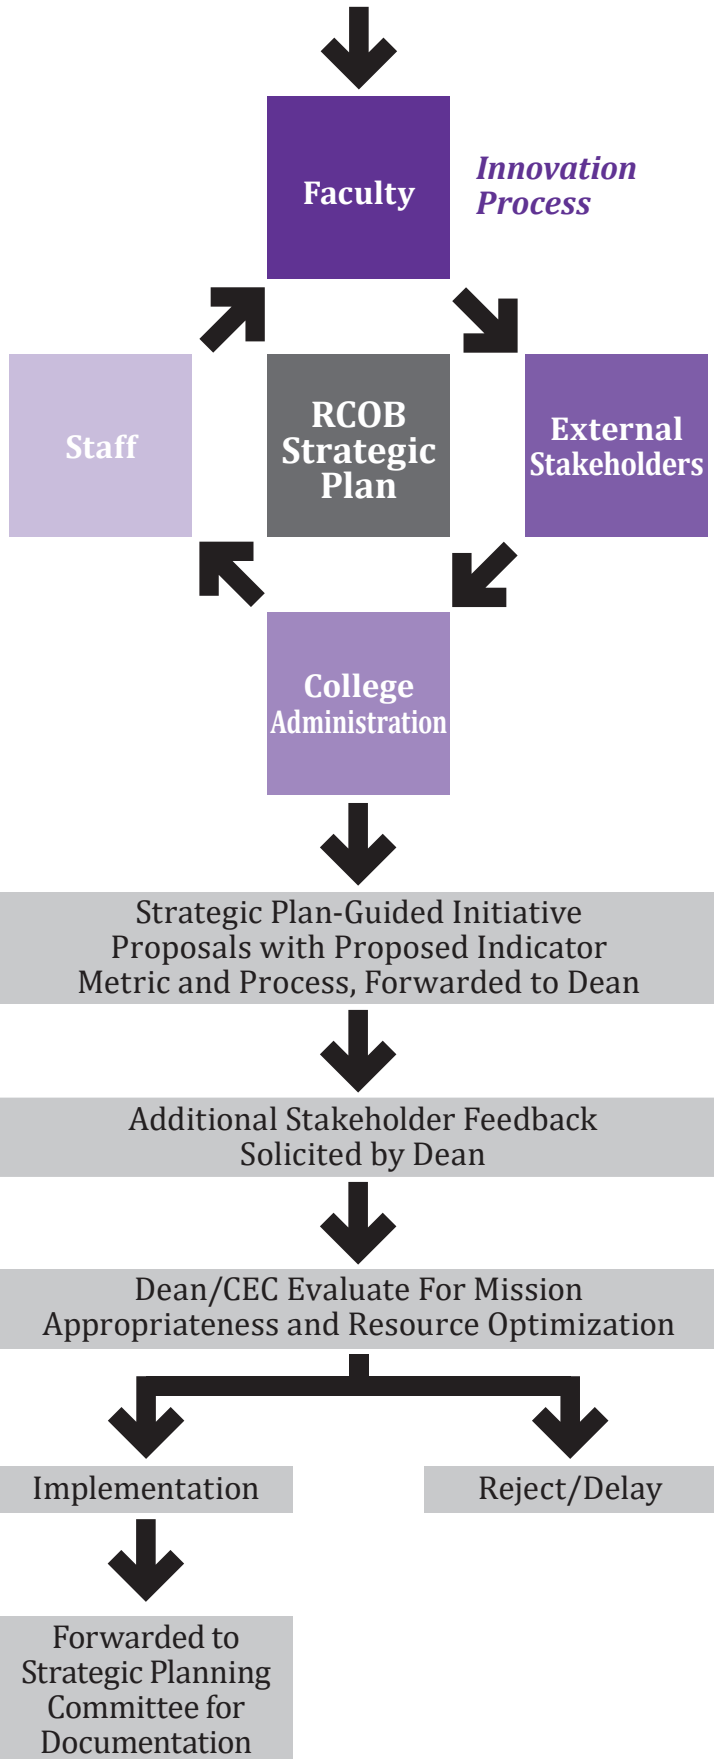 Faculty
Innovation
Process
Staff
RCOB
Strategic
Plan
External
Stakeholders
College
Administration
Strategic Plan-Guided Initiative
Proposals with Proposed Indicator
Metric and Process, Forwarded to Dean
Additional Stakeholder Feedback
Solicited by Dean
Dean/CEC Evaluate For Mission
Appropriateness and Resource Optimization
Implementation
Reject/Delay
Forwarded to
Strategic Planning
Committee for
Documentation